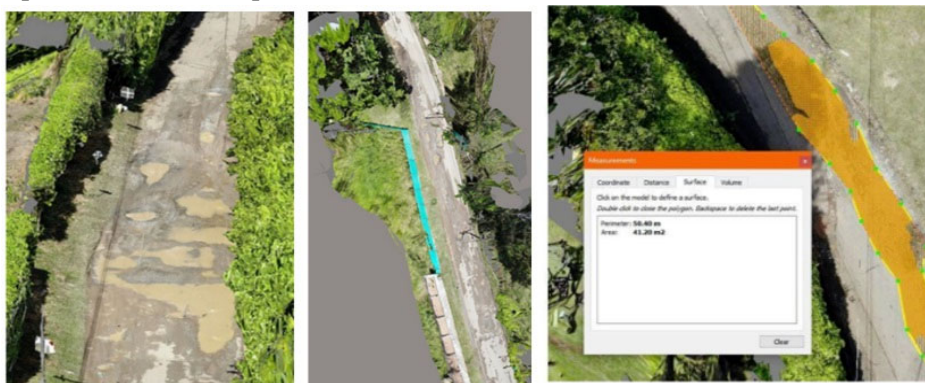 Measurements
Coordinate Distance Surface Volume
Click on the model to define a surface.
Double click to close the polygon. Backspace to delete the last point.
Perimeter: 50.40 m
Area: 41.20 m2
Clear